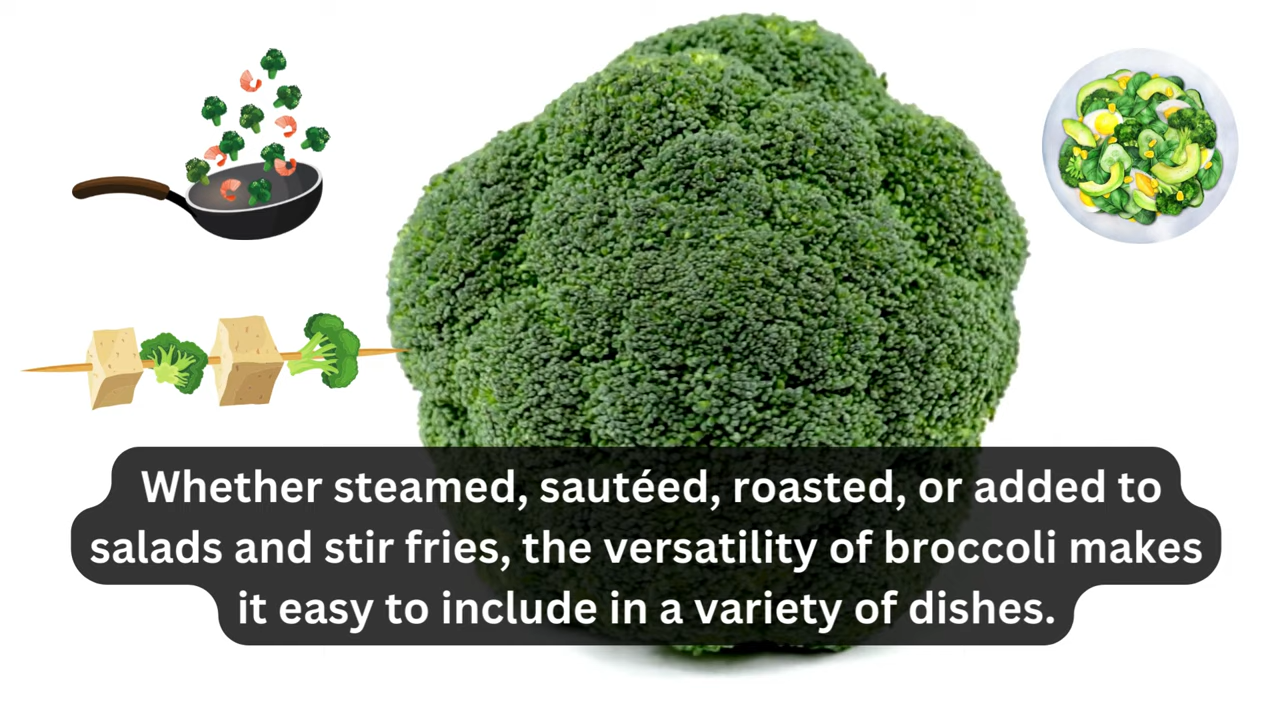 Whether steamed, sautéed, roasted, or added to
salads and stir fries, the versatility of broccoli makes
it easy to include in a variety of dishes.